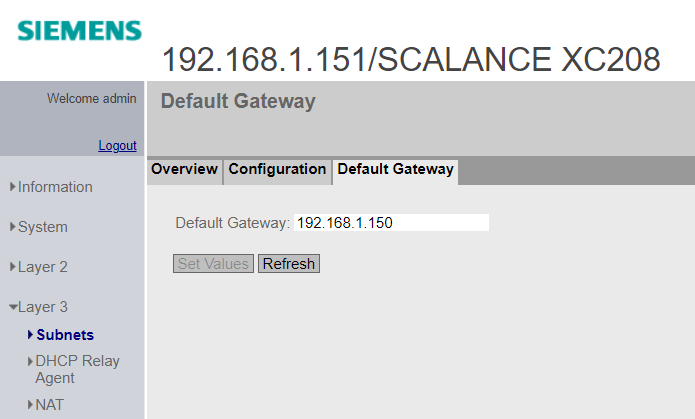 SIEMENS
192.168.1.151/SCALANCE XC208
Welcome admin
Logout
Default Gateway
Overview Configuration Default Gateway
Information
System
Layer 2
Layer 3
Subnets
DHCP Relay
Agent
NAT
Default Gateway: 192.168.1.150
Set Values Refresh